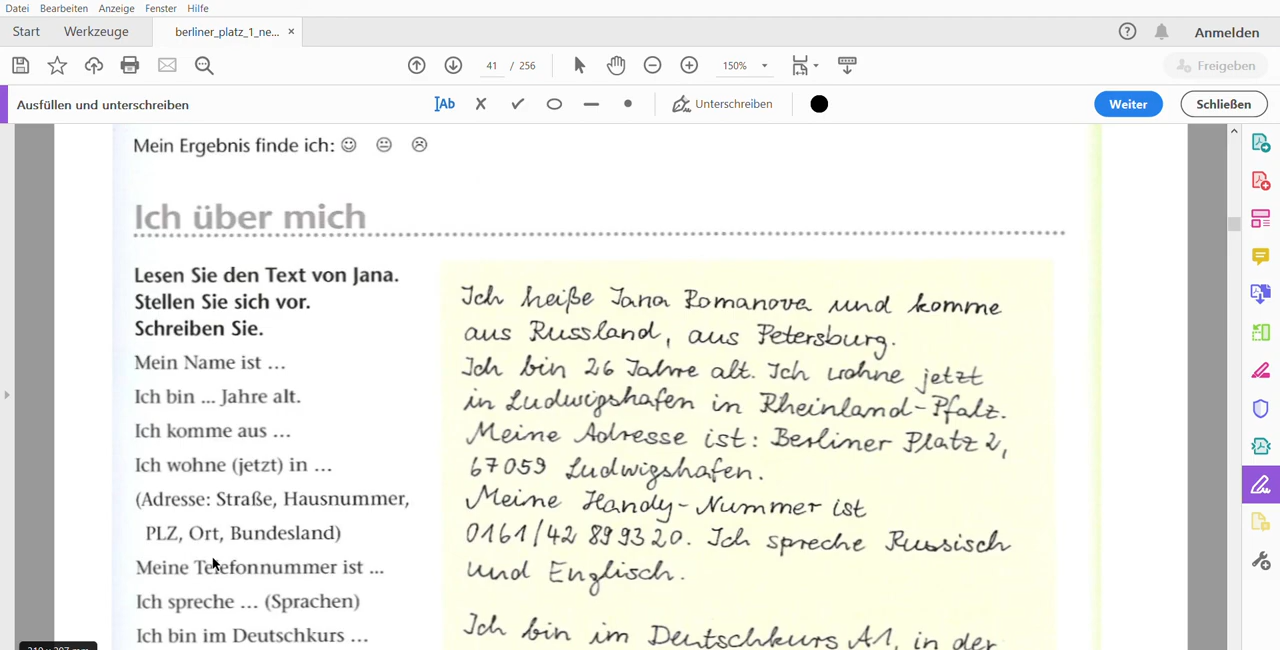 Datei Bearbeiten Anzeige Fenster Hilfe
Start Werkzeuge berliner_platz_1_ne... × Anmelden
41 / 256 150% Freigeben
Ausfüllen und unterschreiben Ab Unterschreiben Weiter Schließen
Mein Ergebnis finde ich: ☺ 😐 ☹
Ich über mich
Lesen Sie den Text von Jana.
Stellen Sie sich vor.
Schreiben Sie.
Mein Name ist ...
Ich bin ... Jahre alt.
Ich komme aus ...
Ich wohne (jetzt) in ...
(Adresse: Straße, Hausnummer,
PLZ, Ort, Bundesland)
Meine Telefonnummer ist ...
Ich spreche ... (Sprachen)
Ich bin im Deutschkurs ...
Ich heiße Jana Romanova und komme
aus Russland, aus Petersburg.
Ich bin 26 Jahre alt. Ich wohne jetzt
in Ludwigshafen in Rheinland-Pfalz.
Meine Adresse ist: Berliner Platz 2,
67059 Ludwigshafen.
Meine Handy-Nummer ist
0161/42 89 93 20. Ich spreche Russisch
und Englisch.
Ich bin im Deutschkurs A1, in der